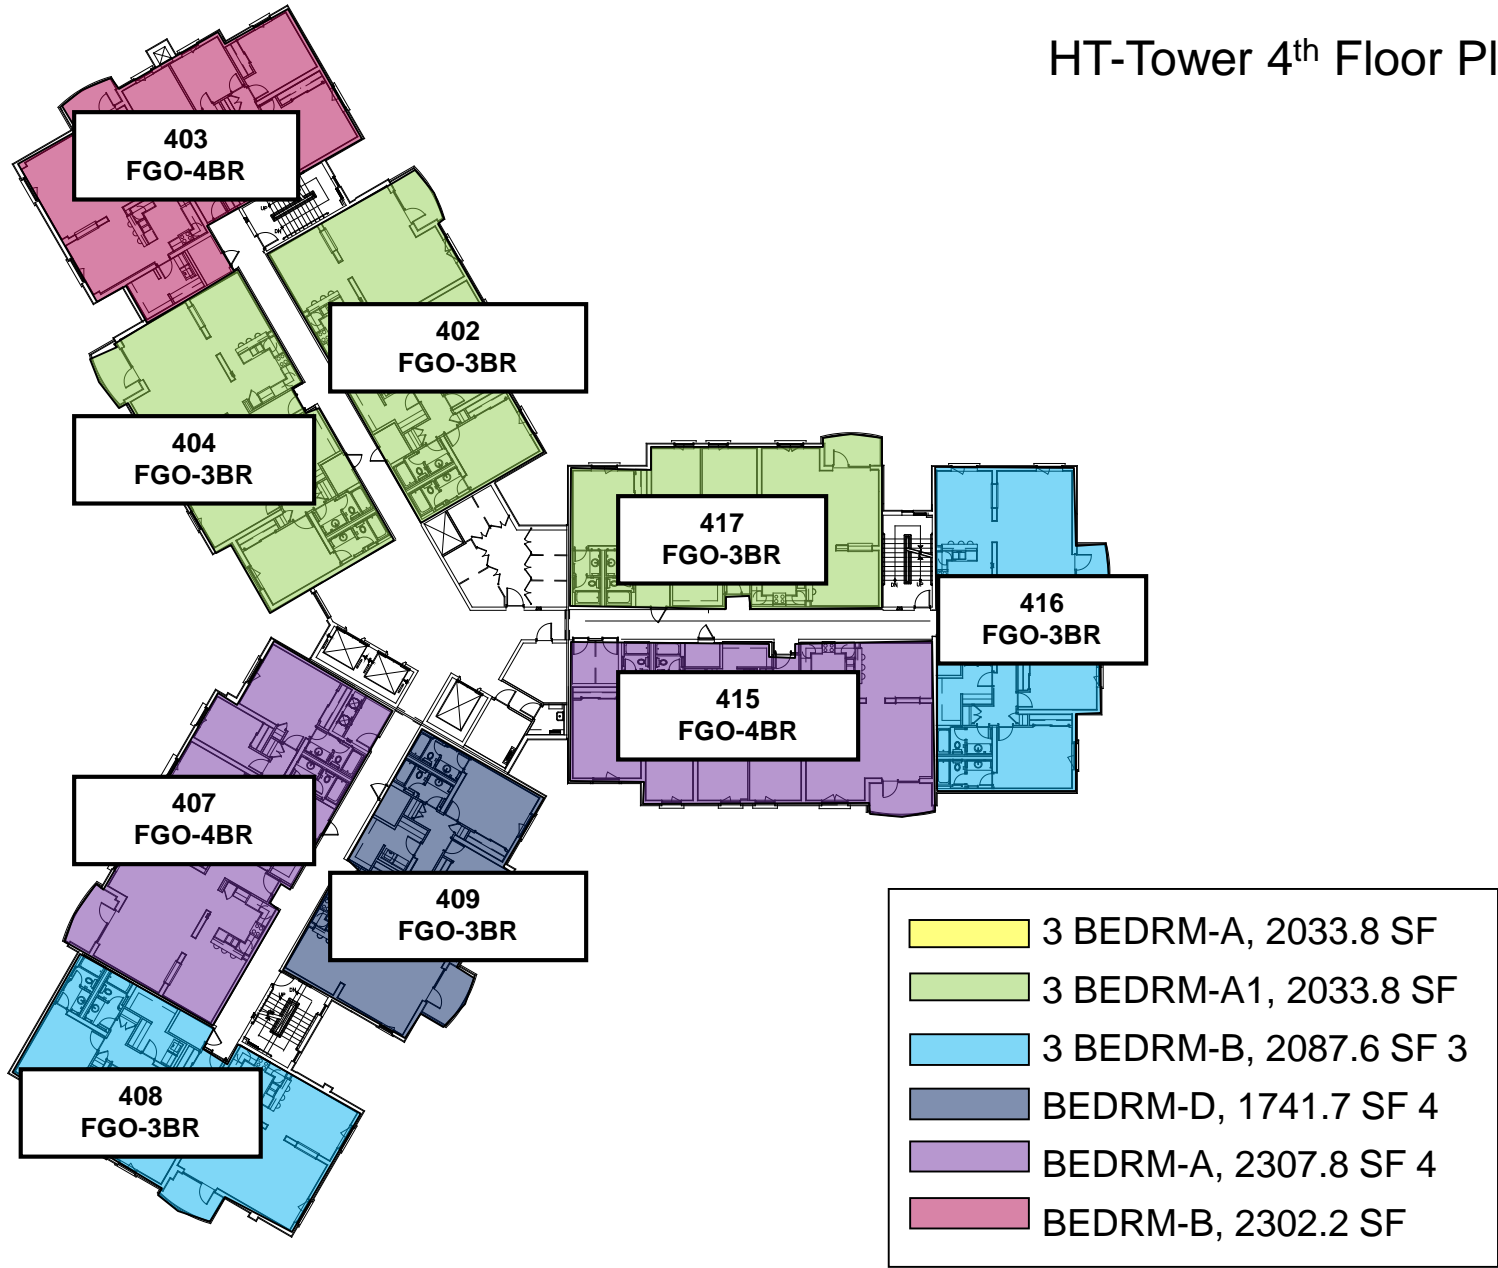 HT-Tower 4th Floor Pl
403
FGO-4BR
402
FGO-3BR
404
FGO-3BR
417
FGO-3BR
416
FGO-3BR
415
FGO-4BR
407
FGO-4BR
409
FGO-3BR
408
FGO-3BR
3 BEDRM-A, 2033.8 SF
3 BEDRM-A1, 2033.8 SF
3 BEDRM-B, 2087.6 SF 3
BEDRM-D, 1741.7 SF 4
BEDRM-A, 2307.8 SF 4
BEDRM-B, 2302.2 SF